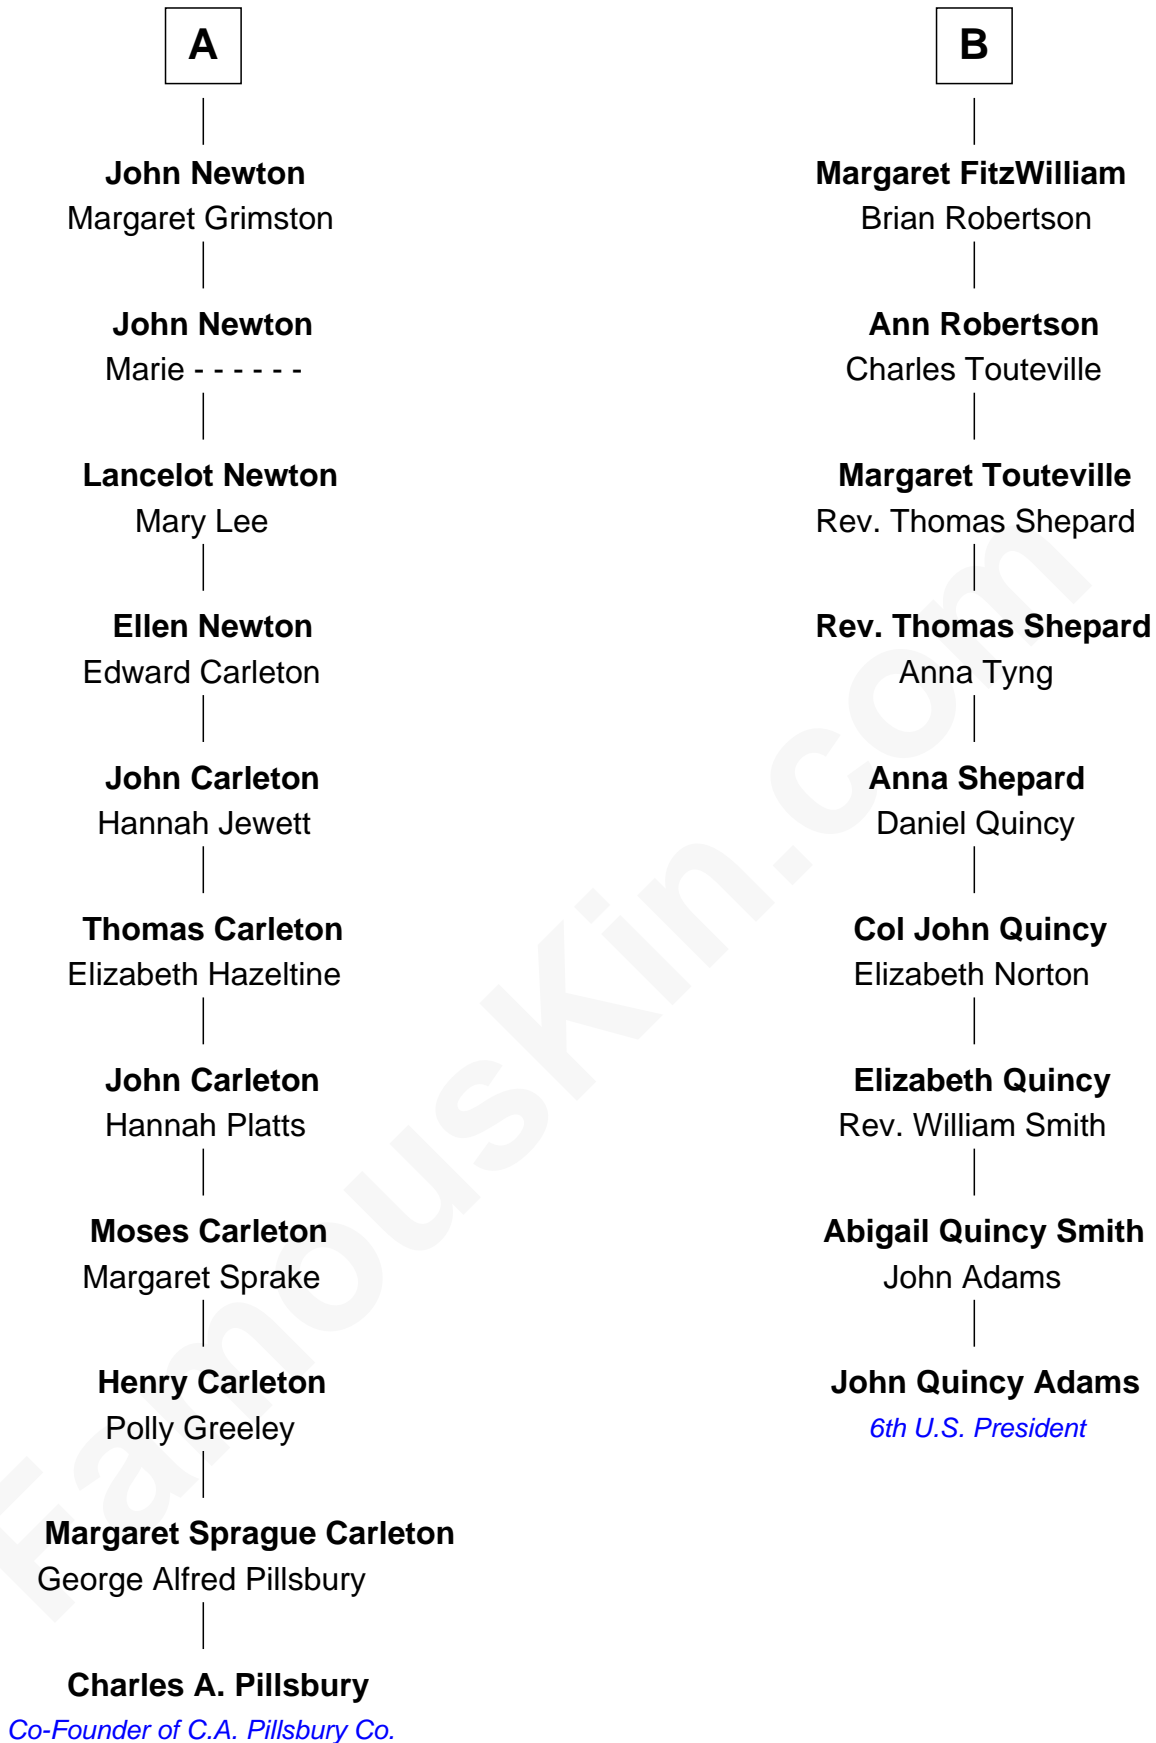 A
John Newton
Margaret Grimston
John Newton
Marie - - - - - -
Lancelot Newton
Mary Lee
Ellen Newton
Edward Carleton
John Carleton
Hannah Jewett
Thomas Carleton
Elizabeth Hazeltine
John Carleton
Hannah Platts
Moses Carleton
Margaret Sprake
Henry Carleton
Polly Greeley
Margaret Sprague Carleton
George Alfred Pillsbury
Charles A. Pillsbury
Co-Founder of C.A. Pillsbury Co.
B
Margaret FitzWilliam
Brian Robertson
Ann Robertson
Charles Touteville
Margaret Touteville
Rev. Thomas Shepard
Rev. Thomas Shepard
Anna Tyng
Anna Shepard
Daniel Quincy
Col John Quincy
Elizabeth Norton
Elizabeth Quincy
Rev. William Smith
Abigail Quincy Smith
John Adams
John Quincy Adams
6th U.S. President
FamousKin.com